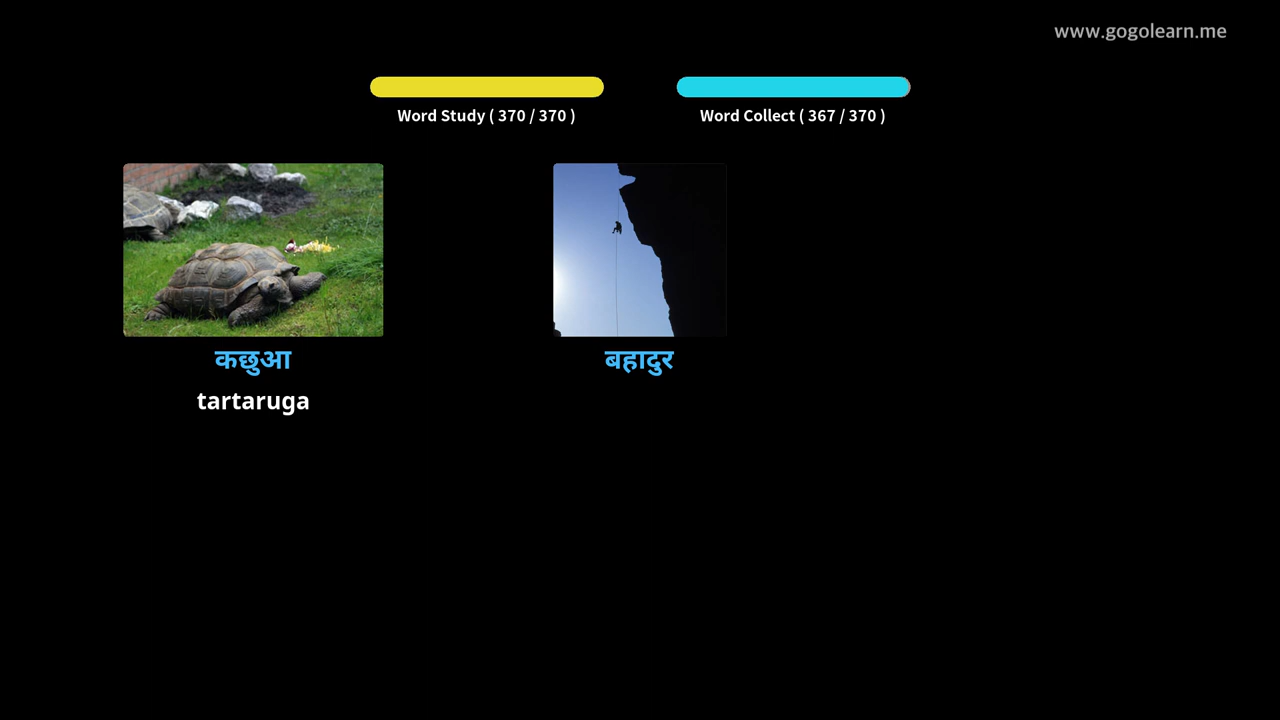 www.gogolearn.me
Word Study ( 370 / 370 )
Word Collect ( 367 / 370 )
कछुआ
tartaruga
बहादुर